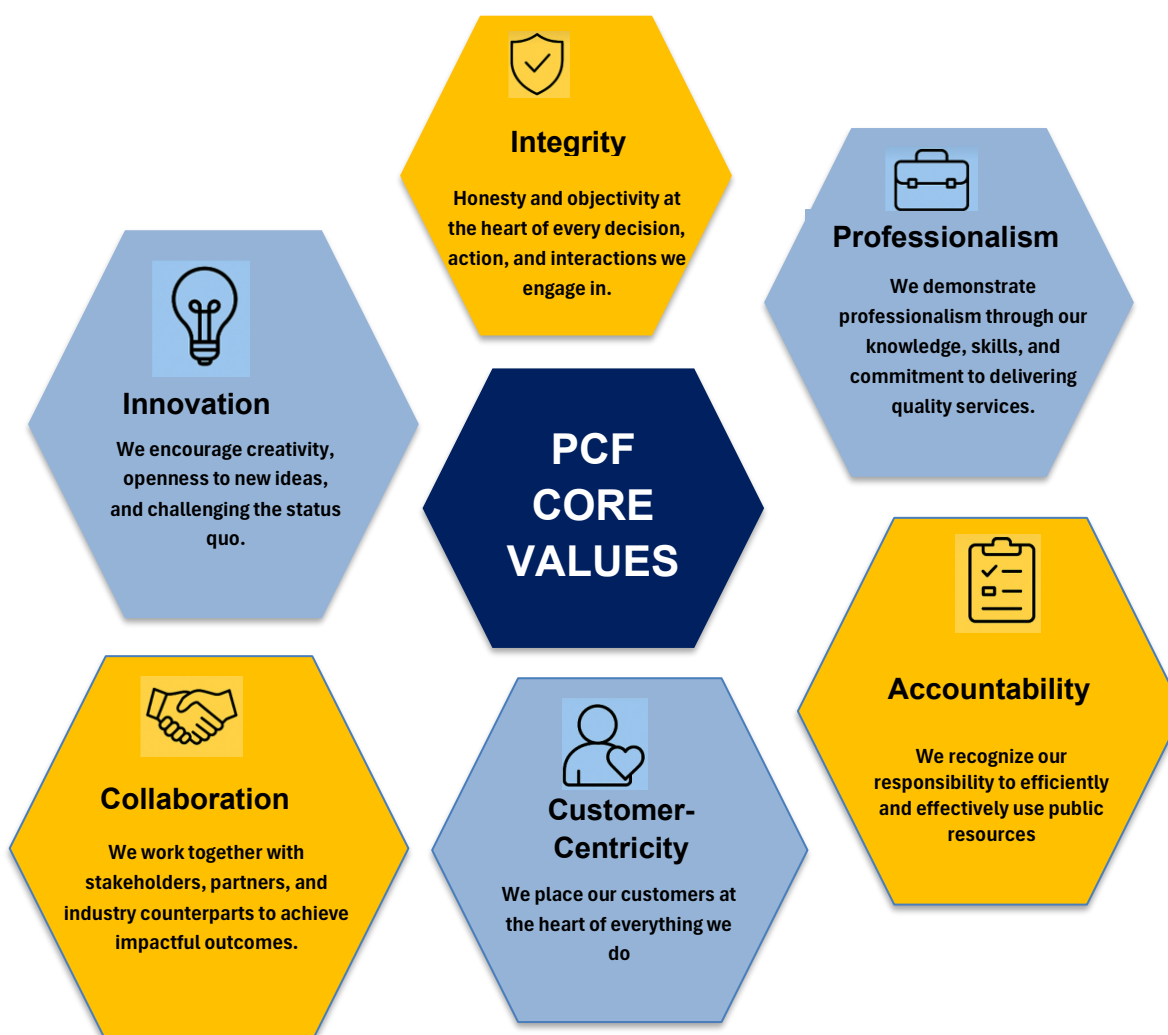 Integrity
Honesty and objectivity at
the heart of every decision,
action, and interactions we
engage in.
Professionalism
We demonstrate
professionalism through our
knowledge, skills, and
commitment to delivering
quality services.
Innovation
We encourage creativity,
openness to new ideas,
and challenging the status
quo.
PCF
CORE
VALUES
Accountability
We recognize our
responsibility to efficiently
and effectively use public
resources
Collaboration
We work together with
stakeholders, partners, and
industry counterparts to achieve
impactful outcomes.
Customer-
Centricity
We place our customers at
the heart of everything we
do